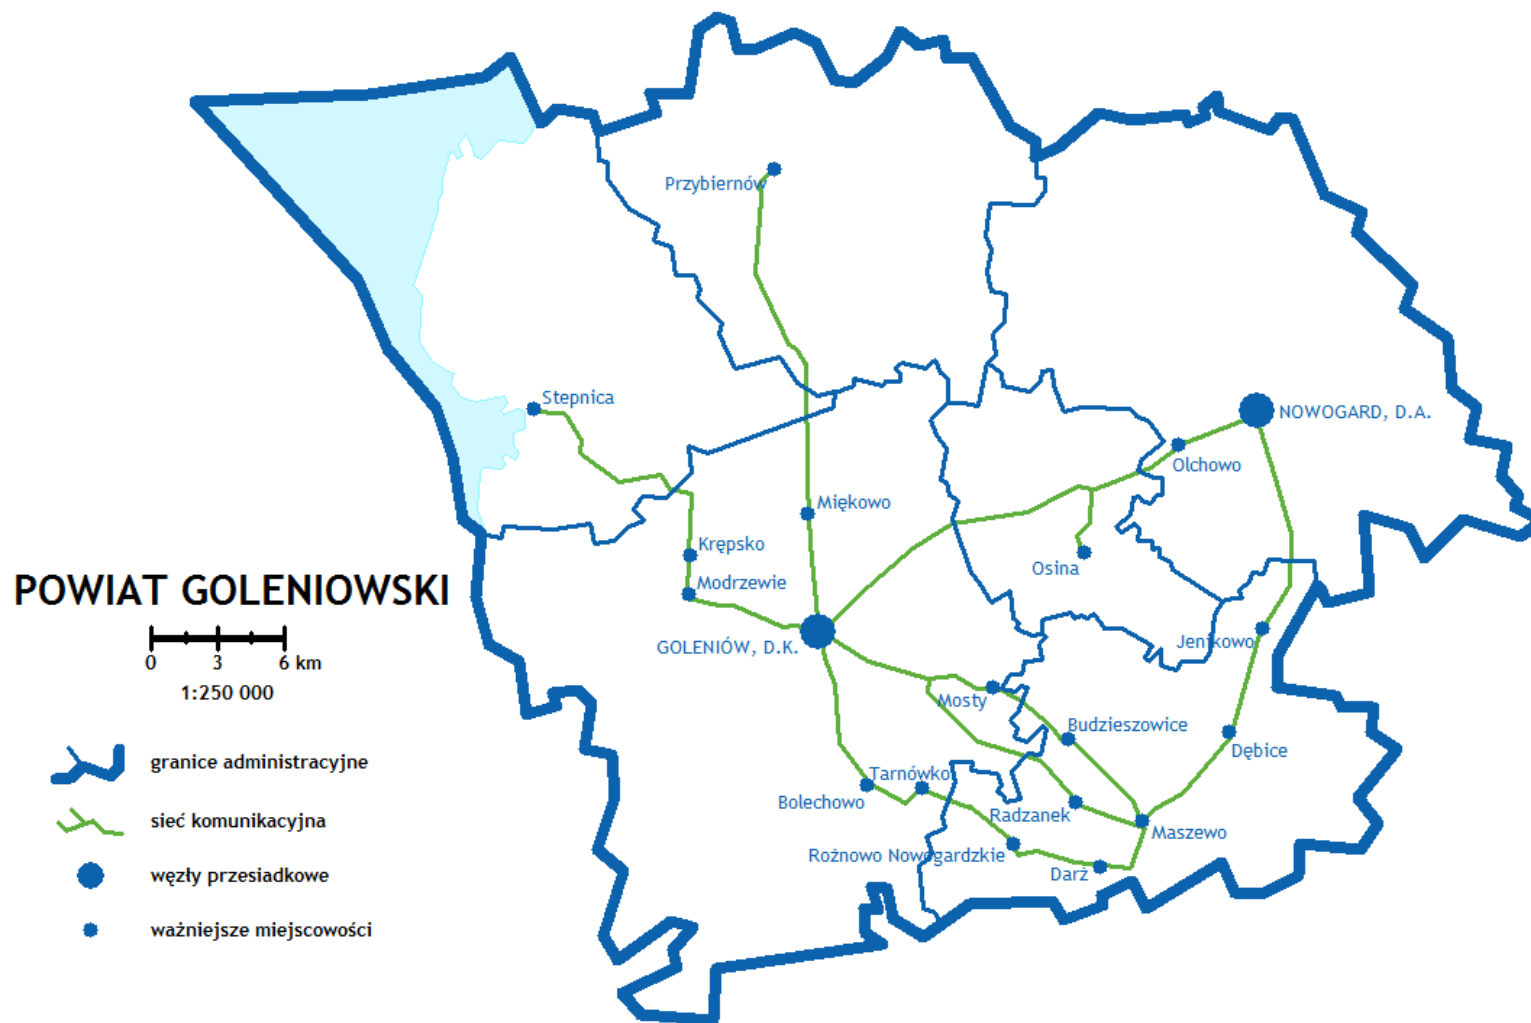 Przybiernów
Stepnica
NOWOGARD, D.A.
Olchowo
Miękowo
Krępsko
Osina
Modrzewie
POWIAT GOLENIOWSKI
GOLENIÓW, D.K.
Jenikowo
0 3 6 km
1:250 000
Mosty
Budzieszowice
Dębice
granice administracyjne
Tarnówko
Bolechowo
Radzanek
sieć komunikacyjna
Maszewo
Rożnowo Nowogardzkie
Darż
węzły przesiadkowe
ważniejsze miejscowości